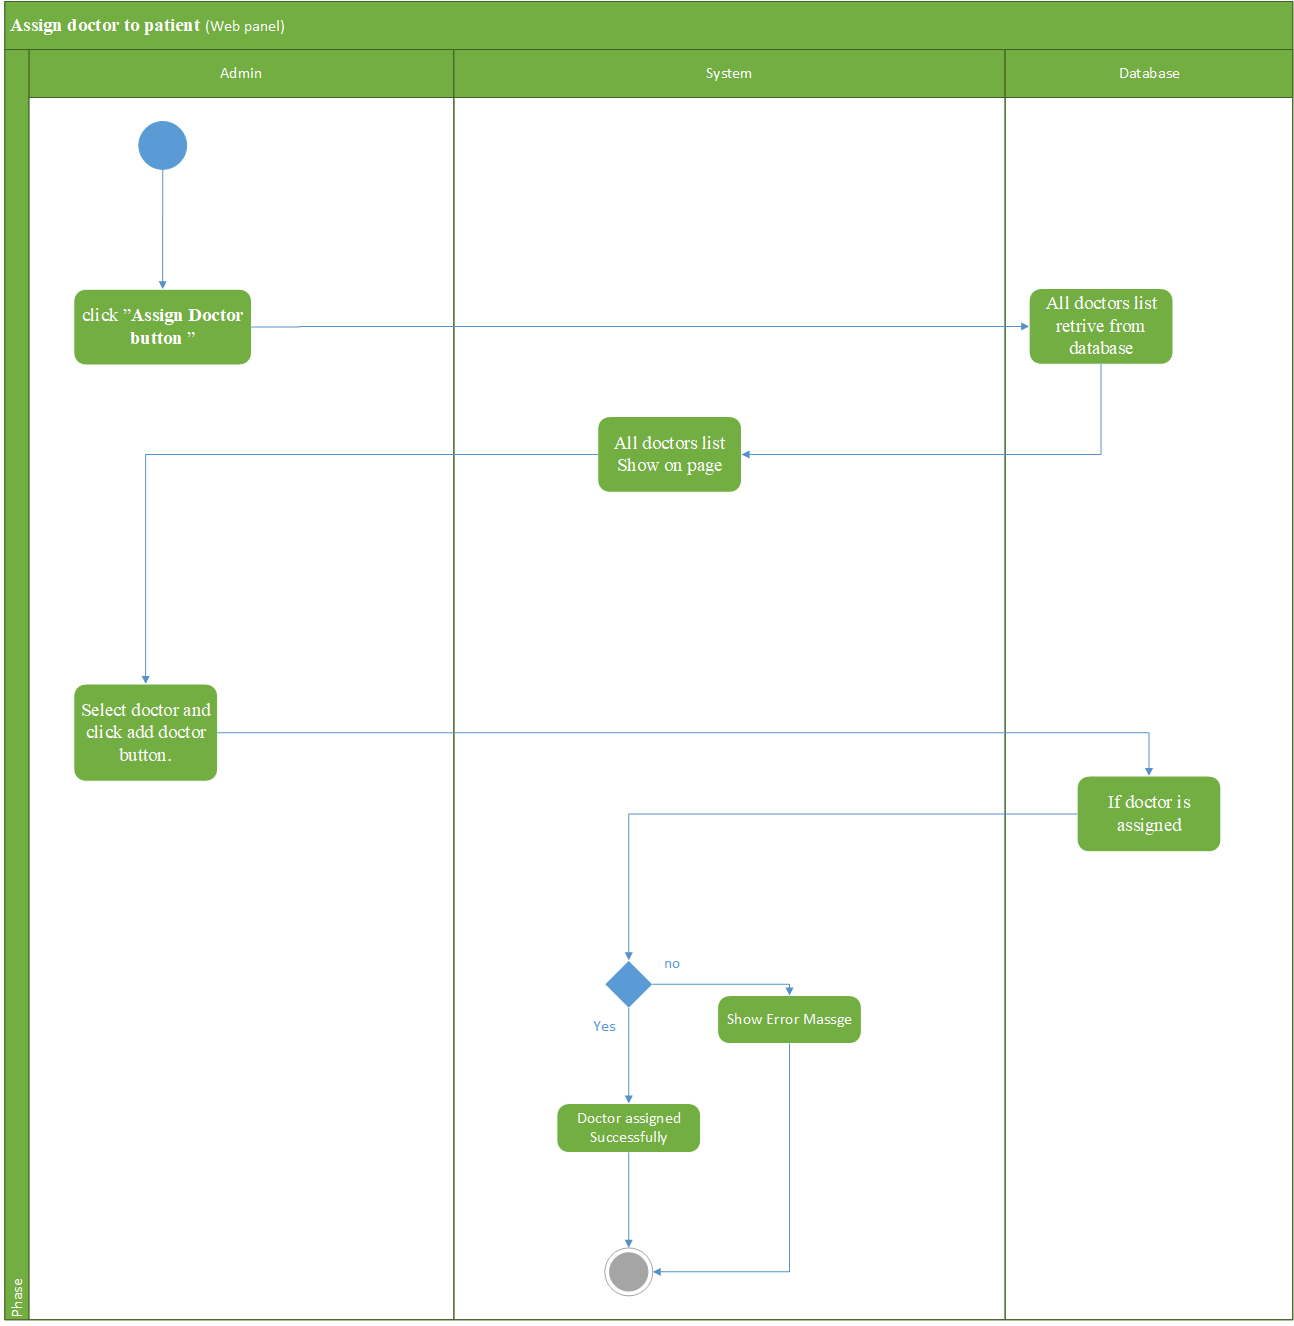 Assign doctor to patient (Web panel)
Admin
System
Database
click ”Assign Doctor
button ”
All doctors list
retrive from
database
All doctors list
Show on page
Select doctor and
click add doctor
button.
If doctor is
assigned
no
Yes
Show Error Massge
Doctor assigned
Successfully
Phase